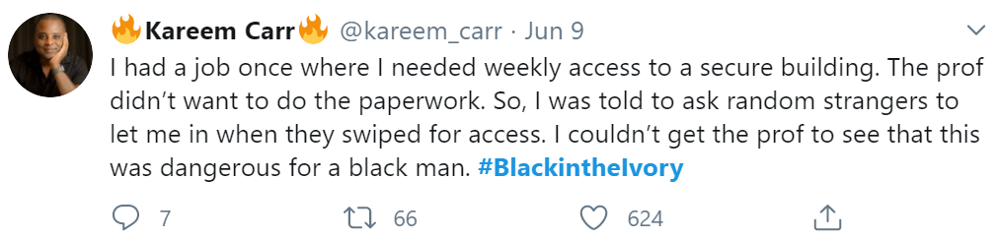 🔥Kareem Carr🔥 @kareem_carr · Jun 9
I had a job once where I needed weekly access to a secure building. The prof
didn’t want to do the paperwork. So, I was told to ask random strangers to
let me in when they swiped for access. I couldn’t get the prof to see that this
was dangerous for a black man. #BlackintheIvory
7 66 624